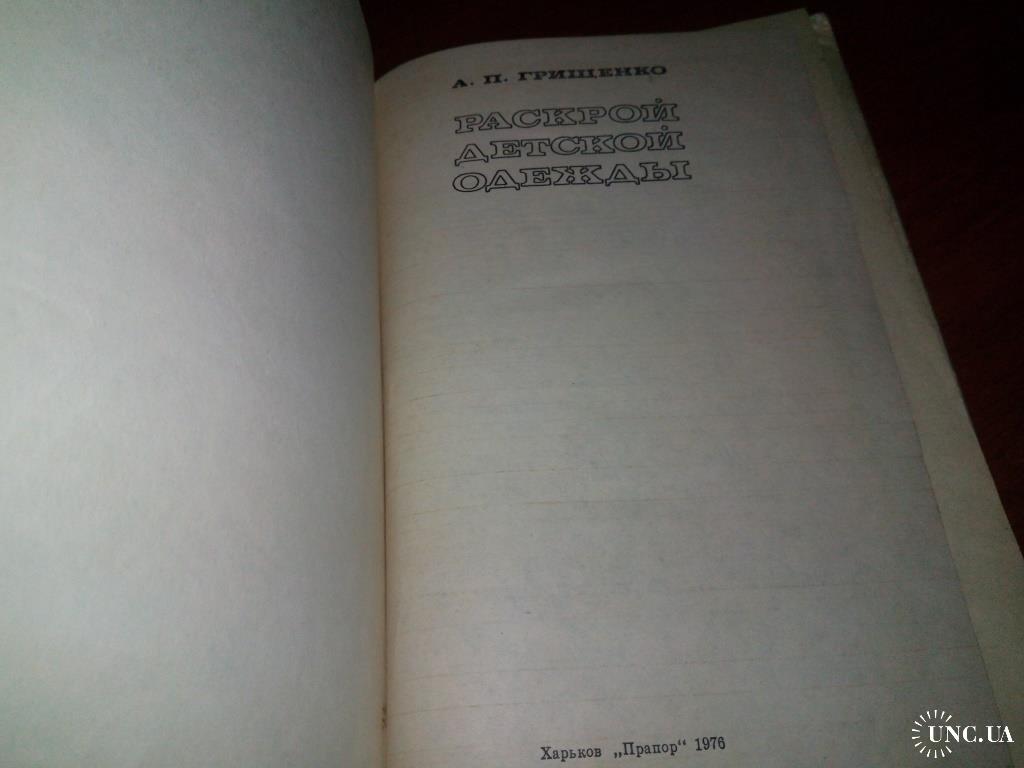 А. П. ГРИЩЕНКО
РАСКРОЙ
ДЕТСКОЙ
ОДЕЖДЫ
Харьков „Прапор“ 1976
UNC.UA